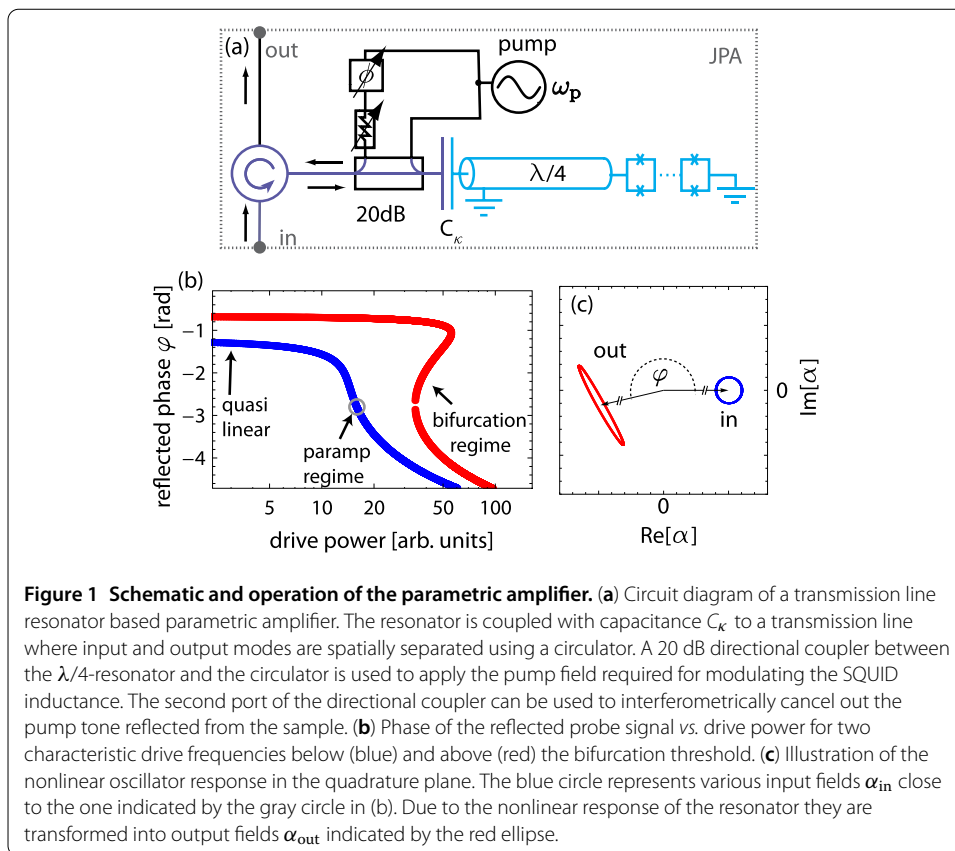 (a)
out
pump
JPA
ϕ
ωp
λ/4
20dB
Cκ
in
(b)
reflected phase φ [rad]
−1
−2
−3
−4
quasi
linear
paramp
regime
bifurcation
regime
5
10
20
50
100
drive power [arb. units]
(c)
out
φ
in
0
Im[α]
0
Re[α]
Figure 1 Schematic and operation of the parametric amplifier. (a) Circuit diagram of a transmission line
resonator based parametric amplifier. The resonator is coupled with capacitance Cκ to a transmission line
where input and output modes are spatially separated using a circulator. A 20 dB directional coupler between
the λ/4-resonator and the circulator is used to apply the pump field required for modulating the SQUID
inductance. The second port of the directional coupler can be used to interferometrically cancel out the
pump tone reflected from the sample. (b) Phase of the reflected probe signal vs. drive power for two
characteristic drive frequencies below (blue) and above (red) the bifurcation threshold. (c) Illustration of the
nonlinear oscillator response in the quadrature plane. The blue circle represents various input fields αin close
to the one indicated by the gray circle in (b). Due to the nonlinear response of the resonator they are
transformed into output fields αout indicated by the red ellipse.